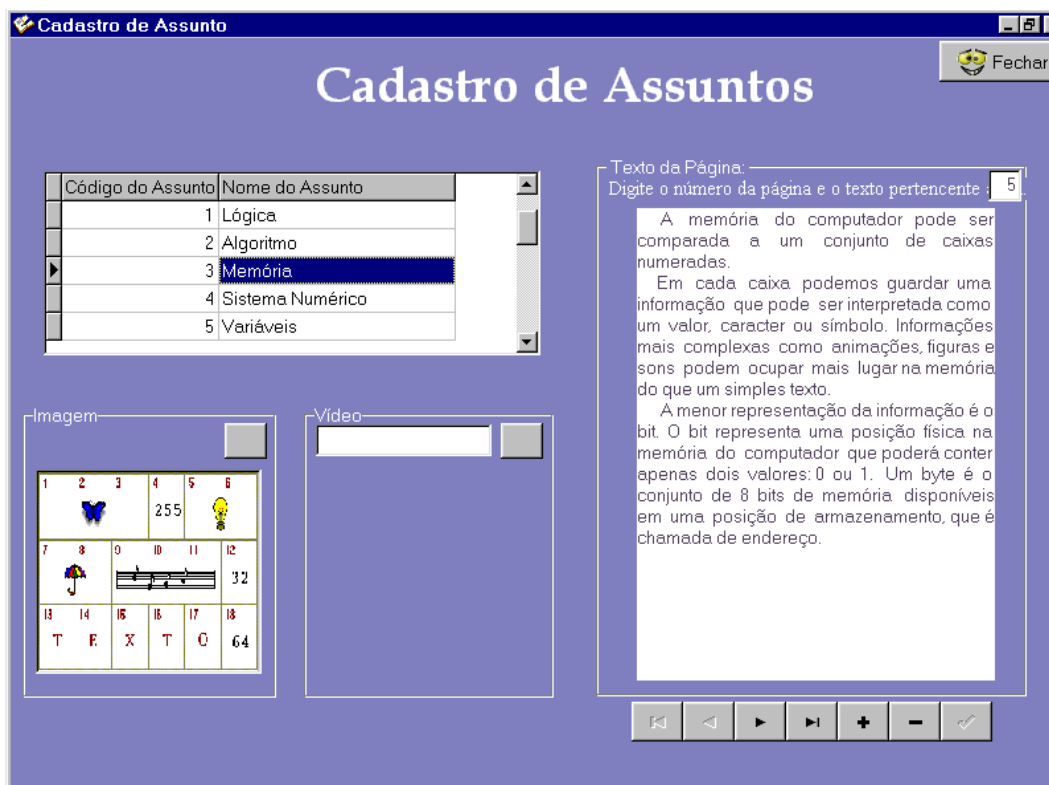 Cadastro de Assunto
Fechar
Cadastro de Assuntos
Código do Assunto Nome do Assunto
1 Lógica
2 Algoritmo
3 Memória
4 Sistema Numérico
5 Variáveis
Texto da Página:
Digite o número da página e o texto pertencente
5
A memória do computador pode ser
comparada a um conjunto de caixas
numeradas.
Em cada caixa podemos guardar uma
informação que pode ser interpretada como
um valor, caracter ou símbolo. Informações
mais complexas como animações, figuras e
sons podem ocupar mais lugar na memória
do que um simples texto.
A menor representação da informação é o
bit. O bit representa uma posição física na
memória do computador que poderá conter
apenas dois valores: 0 ou 1. Um byte é o
conjunto de 8 bits de memória disponíveis
em uma posição de armazenamento, que é
chamada de endereço.
Imagem
1 2 3 4 5 6
255
7 8 9 10 11 12
32
13 14 15 16 17 18
T E X T O 64
Vídeo